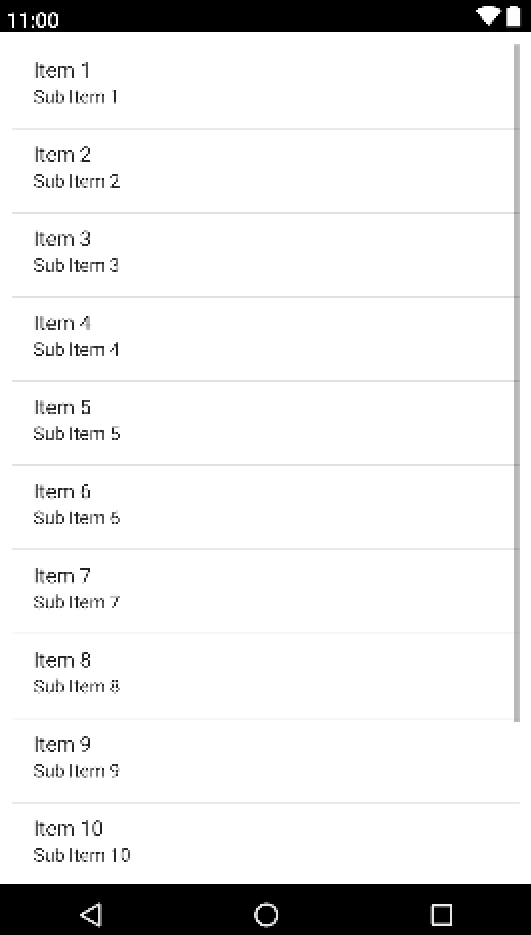 11:00
Item 1
Sub Item 1
Item 2
Sub Item 2
Item 3
Sub Item 3
Item 4
Sub Item 4
Item 5
Sub Item 5
Item 6
Sub Item 6
Item 7
Sub Item 7
Item 8
Sub Item 8
Item 9
Sub Item 9
Item 10
Sub Item 10